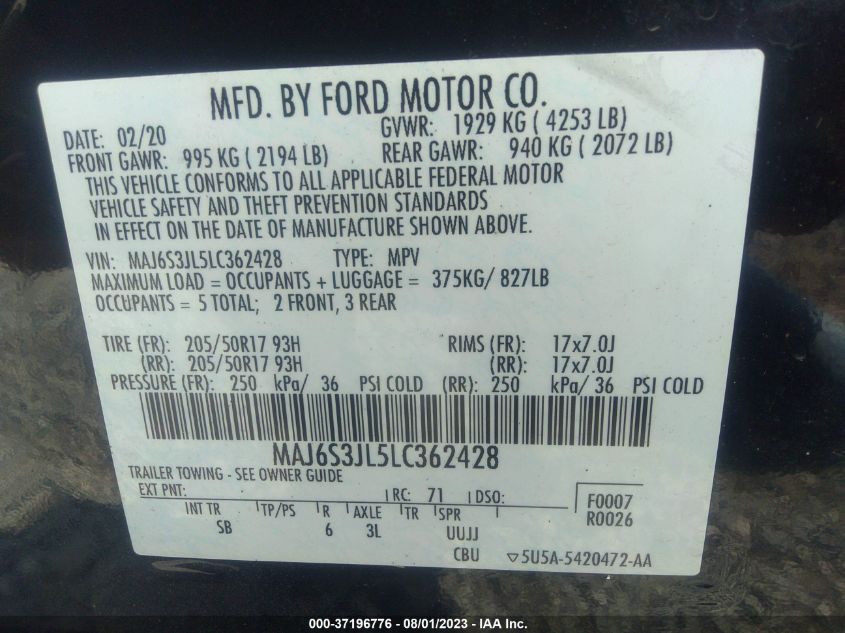 MFD. BY FORD MOTOR CO.
DATE: 02/20 GVWR: 1929 KG ( 4253 LB)
FRONT GAWR: 995 KG ( 2194 LB) REAR GAWR: 940 KG ( 2072 LB)
THIS VEHICLE CONFORMS TO ALL APPLICABLE FEDERAL MOTOR
VEHICLE SAFETY AND THEFT PREVENTION STANDARDS
IN EFFECT ON THE DATE OF MANUFACTURE SHOWN ABOVE.
VIN: MAJ6S3JL5LC362428 TYPE: MPV
MAXIMUM LOAD = OCCUPANTS + LUGGAGE = 375KG/ 827LB
OCCUPANTS = 5 TOTAL; 2 FRONT, 3 REAR
TIRE (FR): 205/50R17 93H RIMS (FR): 17x7.0J
(RR): 205/50R17 93H (RR): 17x7.0J
PRESSURE (FR): 250 kPa/ 36 PSI COLD (RR): 250 kPa/ 36 PSI COLD
MAJ6S3JL5LC362428
TRAILER TOWING - SEE OWNER GUIDE
EXT PNT: RC: 71 DSO: F0007
R0026
INT TR TP/PS R AXLE TR SPR
SB 6 3L UUJJ
CBU 5U5A-5420472-AA
000-37196776 - 08/01/2023 - IAA Inc.